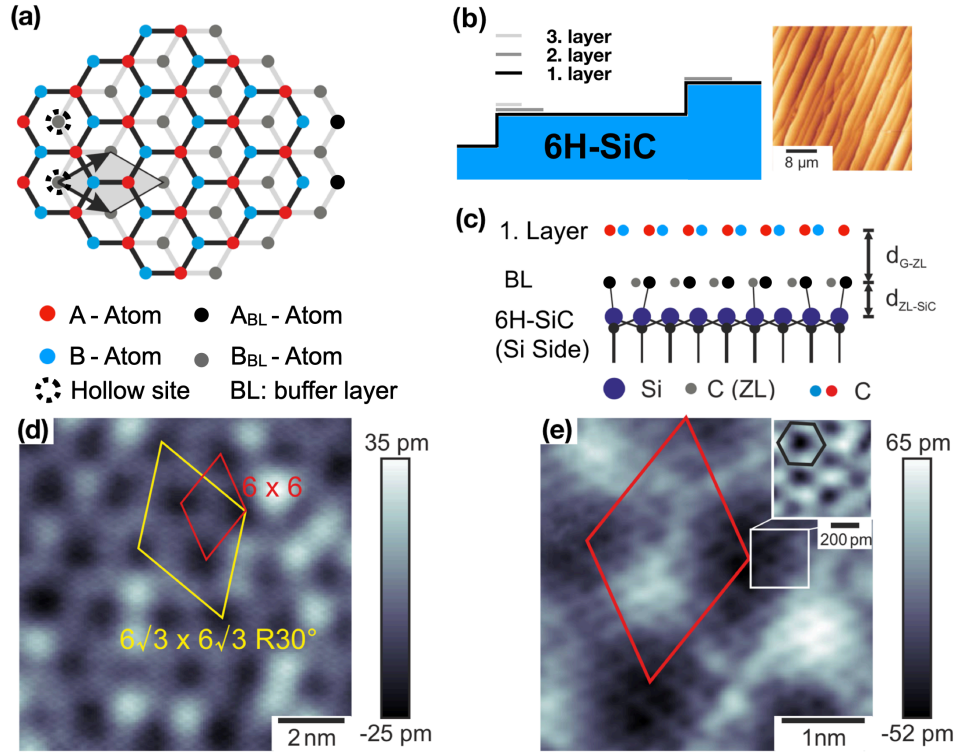 (a)
A - Atom
A_BL - Atom
B - Atom
B_BL - Atom
Hollow site
BL: buffer layer
(b)
3. layer
2. layer
1. layer
6H-SiC
8 µm
(c)
1. Layer
BL
6H-SiC
(Si Side)
d_G-ZL
d_ZL-SiC
Si
C (ZL)
C
(d)
6 x 6
6√3 x 6√3 R30°
2 nm
35 pm
-25 pm
(e)
200 pm
1nm
65 pm
-52 pm